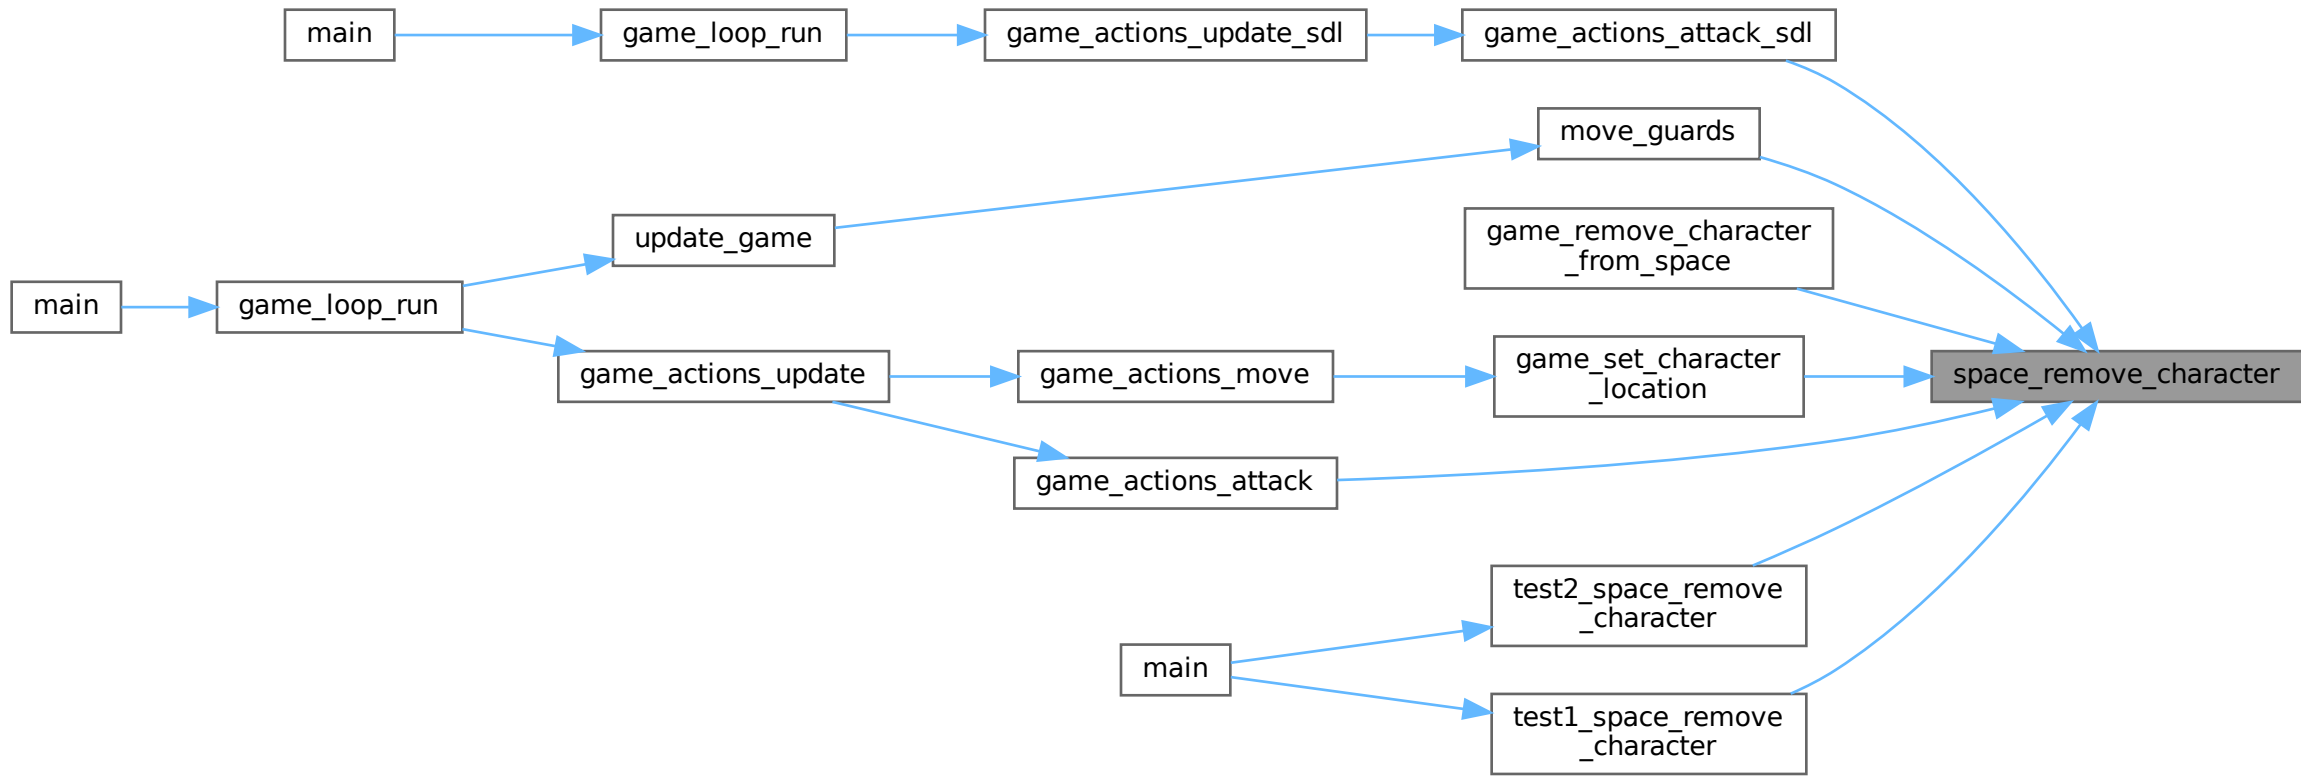 main
game_loop_run
game_actions_update_sdl
game_actions_attack_sdl
move_guards
update_game
game_remove_character
_from_space
main
game_loop_run
game_actions_update
game_actions_move
game_set_character
_location
space_remove_character
game_actions_attack
test2_space_remove
_character
main
test1_space_remove
_character